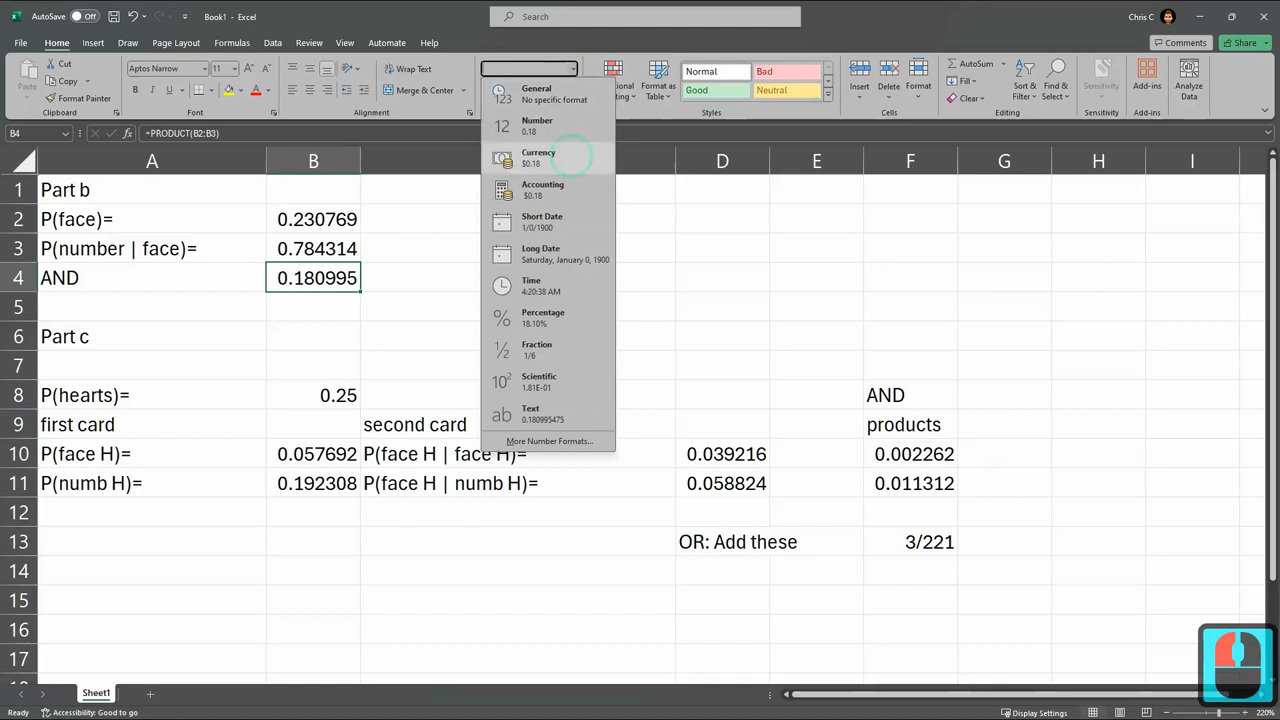 AutoSave Off Book1 - Excel Search Chris C
File Home Insert Draw Page Layout Formulas Data Review View Automate Help Comments Share
Cut
Copy
Format Painter
Paste
Clipboard
Aptos Narrow 11
Font
Wrap Text
Merge & Center
Alignment
Format as
Table
Normal Bad
Good Neutral
Styles
Insert Delete Format
Cells
AutoSum
Fill
Clear
Sort &
Filter
Find &
Select
Editing
Add-ins
Add-ins
Analyze
Data
B4 =PRODUCT(B2:B3)
General
No specific format
Number
0.18
Currency
$0.18
Accounting
$0.18
Short Date
1/0/1900
Long Date
Saturday, January 0, 1900
Time
4:20:38 AM
Percentage
18.10%
Fraction
1/6
Scientific
1.81E-01
Text
0.180995475
More Number Formats...
A B D E F G H I
1 Part b
2 P(face)= 0.230769
3 P(number | face)= 0.784314
4 AND 0.180995
5
6 Part c
7
8 P(hearts)= 0.25 AND
9 first card second card products
10 P(face H)= 0.057692 P(face H | face H)= 0.039216 0.002262
11 P(numb H)= 0.192308 P(face H | numb H)= 0.058824 0.011312
12
13 OR: Add these 3/221
14
15
16
17
Sheet1
Ready Accessibility: Good to go Display Settings 220%